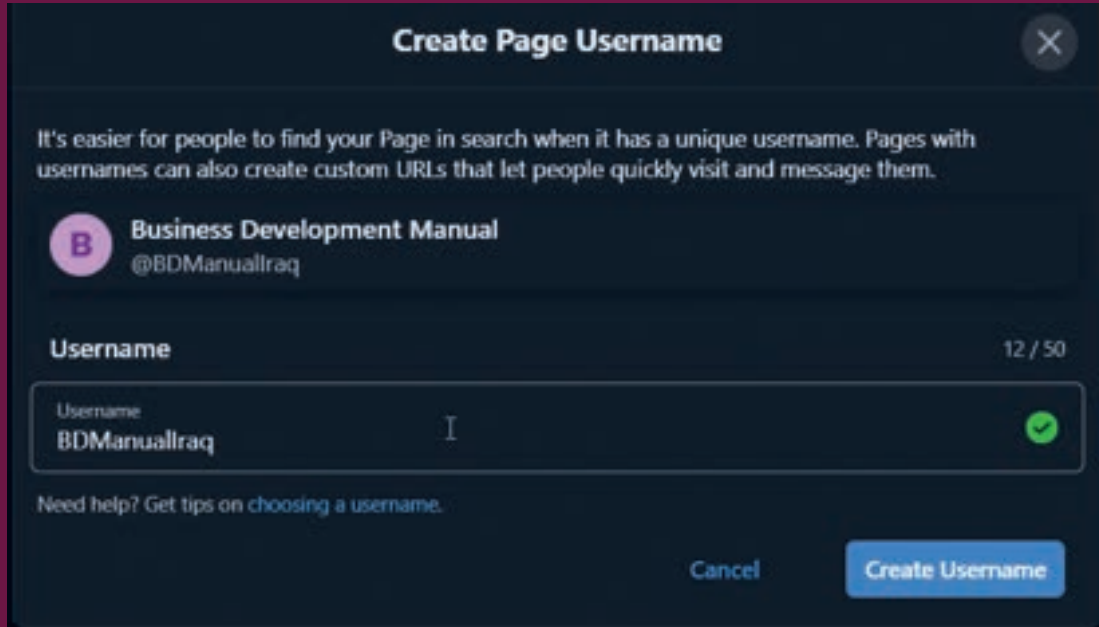 Create Page Username
It's easier for people to find your Page in search when it has a unique username. Pages with
usernames can also create custom URLs that let people quickly visit and message them.
B
Business Development Manual
@BDManualIraq
Username
12 / 50
Username
BDManualIraq
Need help? Get tips on choosing a username.
Cancel
Create Username